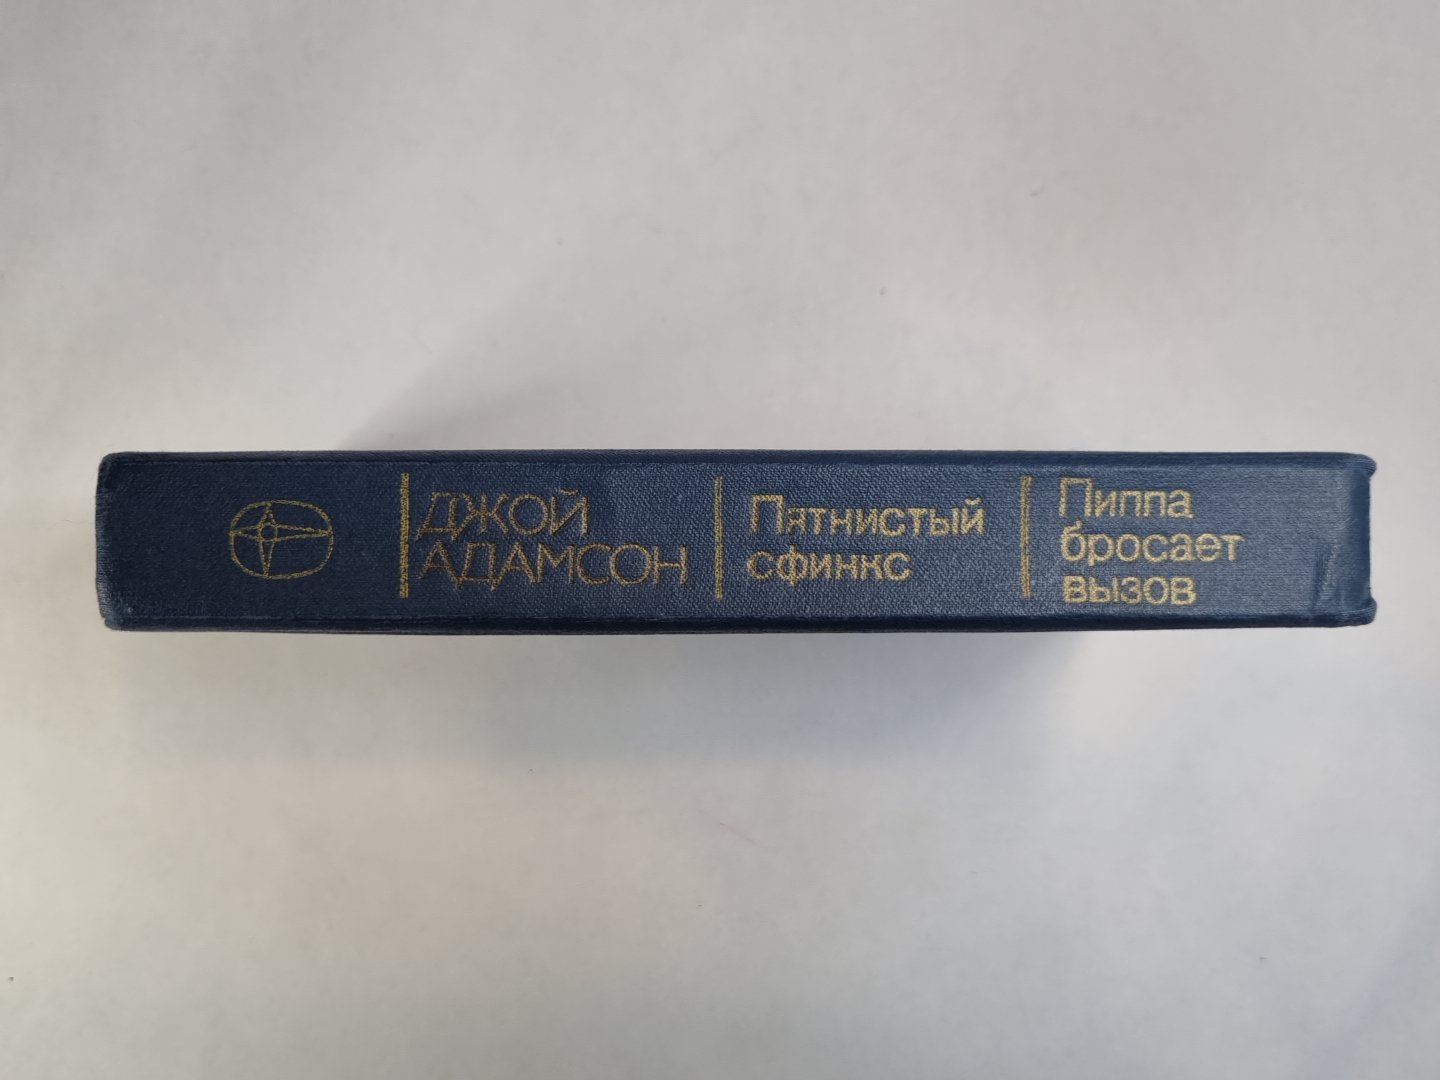 ДЖОЙ
АДАМСОН
Пятнистый
сфинкс
Пиппа
бросает
вызов